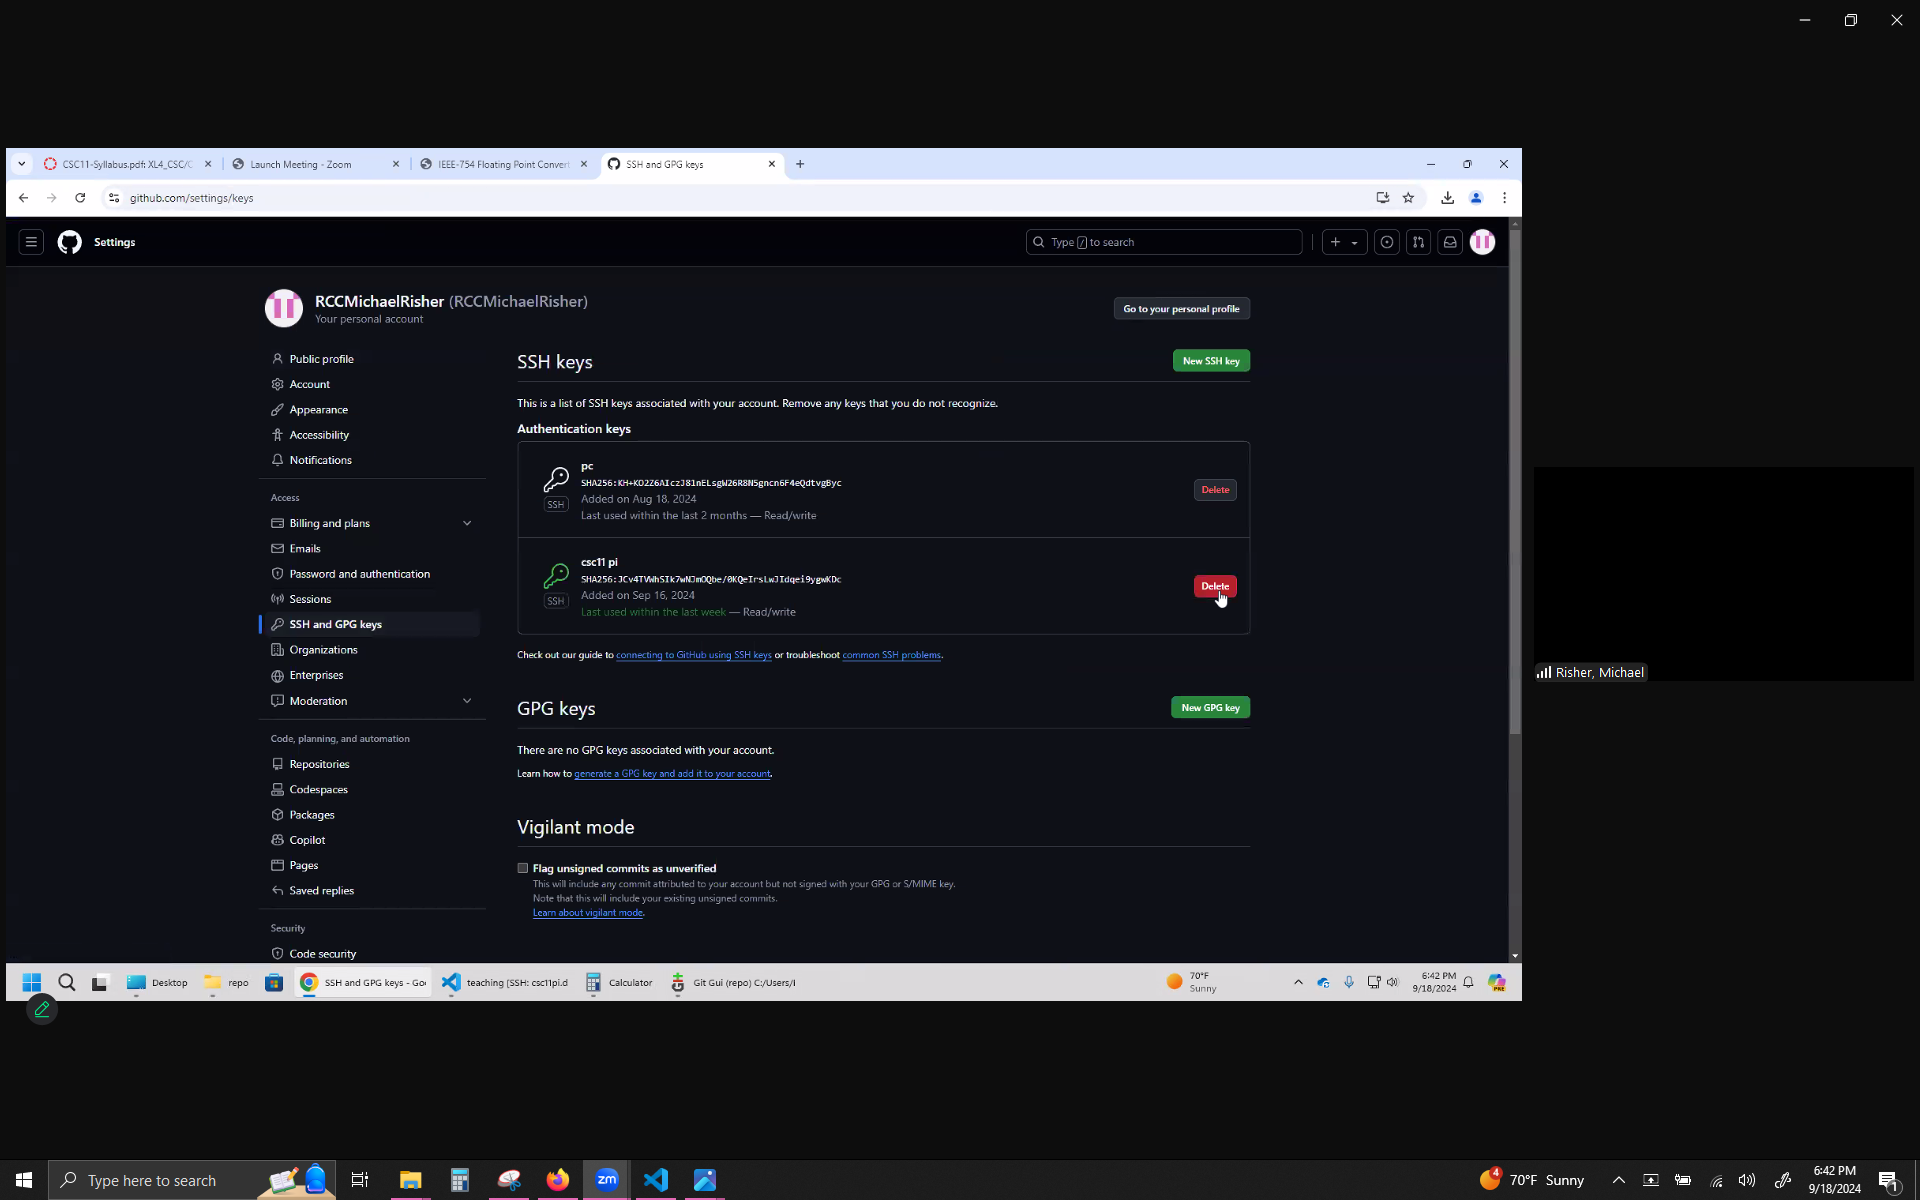 CSC11-Syllabus.pdf: XL4_CSC/C
Launch Meeting - Zoom
IEEE-754 Floating Point Convert
SSH and GPG keys
github.com/settings/keys
Settings
Type / to search
RCCMichaelRisher (RCCMichaelRisher)
Your personal account
Go to your personal profile
Public profile
Account
Appearance
Accessibility
Notifications
Access
Billing and plans
Emails
Password and authentication
Sessions
SSH and GPG keys
Organizations
Enterprises
Moderation
Code, planning, and automation
Repositories
Codespaces
Packages
Copilot
Pages
Saved replies
Security
Code security
SSH keys
New SSH key
This is a list of SSH keys associated with your account. Remove any keys that you do not recognize.
Authentication keys
pc
SHA256:KH+KO2Z6AIczJ81nELsgW26R8N5gncn6F4eQdtvgByc
Added on Aug 18, 2024
Last used within the last 2 months — Read/write
SSH
Delete
csc11 pi
SHA256:JCv4TVWhSIk7wNJmOQbe/0KQeIrsLwJIdqei9ygwKDc
Added on Sep 16, 2024
Last used within the last week — Read/write
SSH
Delete
Check out our guide to connecting to GitHub using SSH keys or troubleshoot common SSH problems.
GPG keys
New GPG key
There are no GPG keys associated with your account.
Learn how to generate a GPG key and add it to your account.
Vigilant mode
Flag unsigned commits as unverified
This will include any commit attributed to your account but not signed with your GPG or S/MIME key.
Note that this will include your existing unsigned commits.
Learn about vigilant mode.
Risher, Michael
Desktop
repo
SSH and GPG keys - Goo
teaching [SSH: csc11pi.d
Calculator
Git Gui (repo) C:/Users/I
70°F
Sunny
6:42 PM
9/18/2024
PRE
Type here to search
zm
4
70°F Sunny
6:42 PM
9/18/2024
1